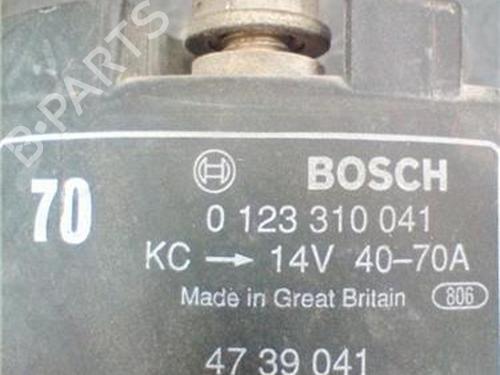 B-PARTS
BOSCH
70
0 123 310 041
KC → 14V 40-70A
Made in Great Britain 806
47 39 041